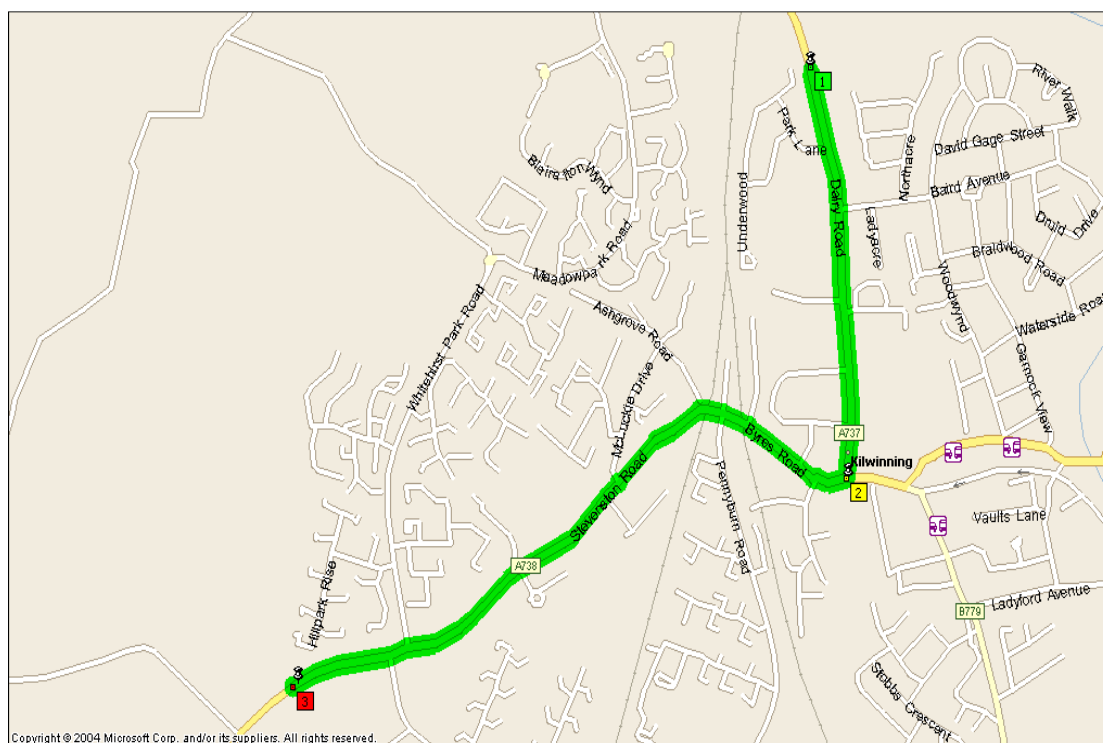 1
River Walk
Park Lane
David Gage Street
Northacre
Blairafton Wynd
Baird Avenue
Underwood
Dalry Road
Ladyacre
Druid Drive
Braidwood Road
Meadowpark Road
Woodwynd
Whitehirst Park Road
Ashgrove Road
Waterside Road
Garnock View
McLuckie Drive
A737
Byres Road
Kilwinning
2
Stevenston Road
Pennyburn Road
Vaults Lane
A738
Hillpark Rise
Ladyford Avenue
B779
Stobbs Crescent
3
Copyright © 2004 Microsoft Corp. and/or its suppliers. All rights reserved.